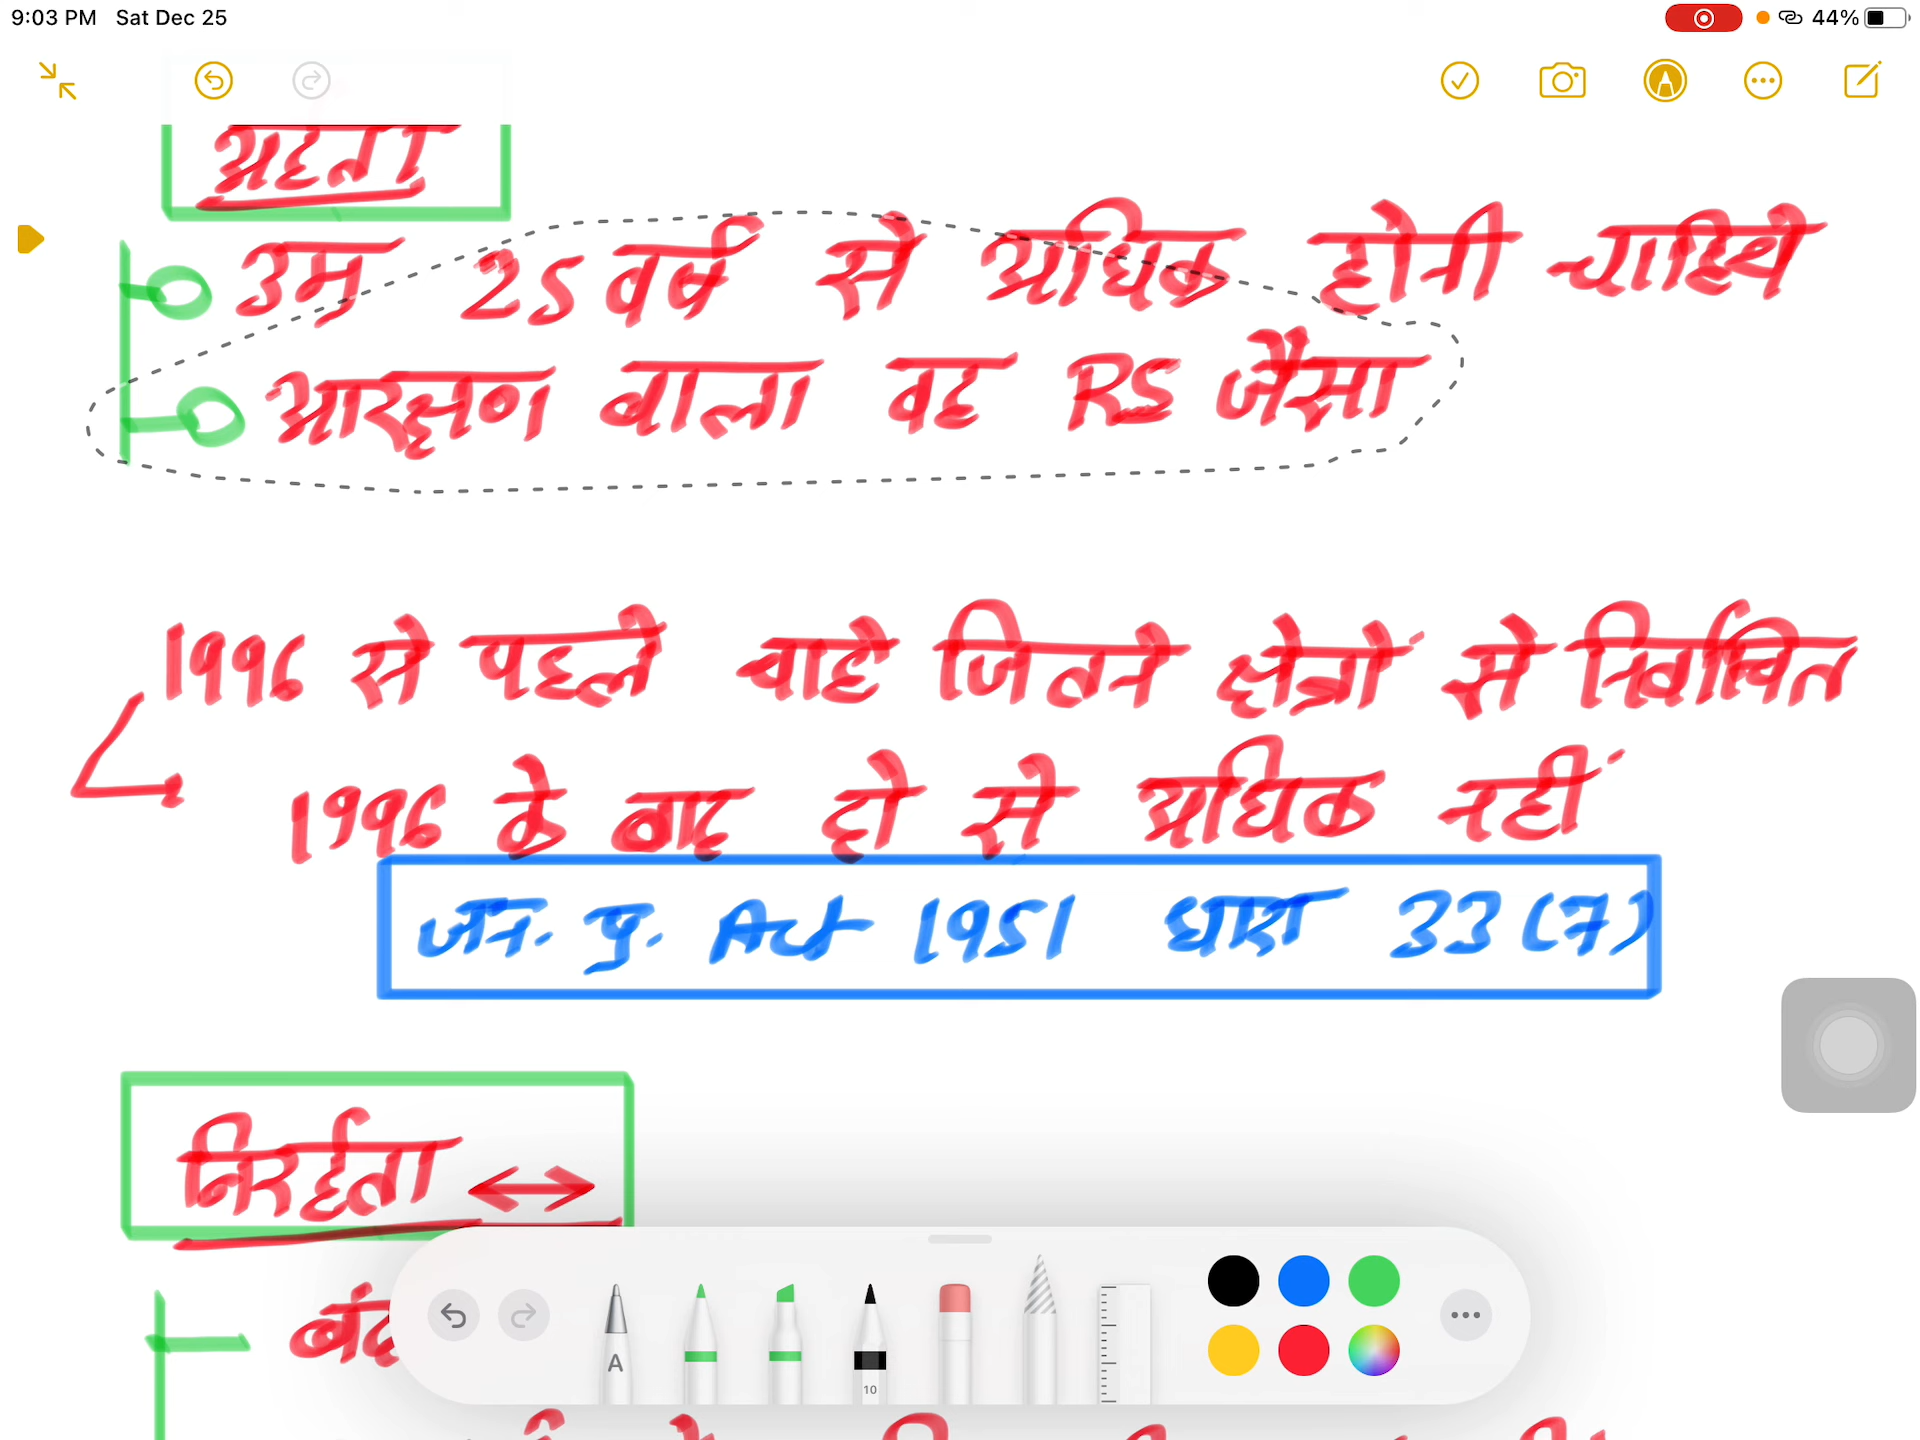 9:03 PM Sat Dec 25 44%
अर्हता
उम्र 25 वर्ष से अधिक होनी चाहिये
आरक्षण वाला वह RS जैसा
1996 से पहले चाहे जितने क्षेत्रों से निर्वाचित
1996 के बाद दो से अधिक नहीं
जन. प्र. Act 1951 धारा 33 (7)
निरर्हता ↔
A 10